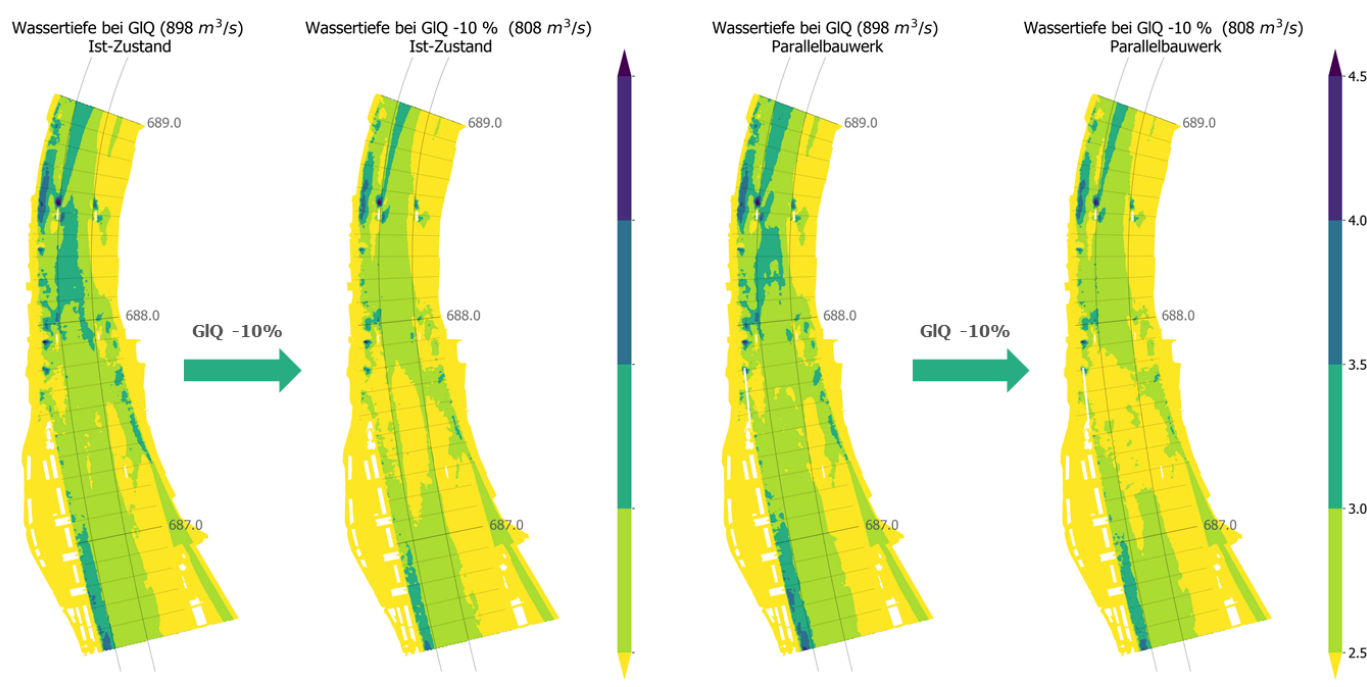 Wassertiefe bei GlQ (898 m³/s)
Ist-Zustand
Wassertiefe bei GlQ -10 % (808 m³/s)
Ist-Zustand
Wassertiefe bei GlQ (898 m³/s)
Parallelbauwerk
Wassertiefe bei GlQ -10 % (808 m³/s)
Parallelbauwerk
689.0
688.0
687.0
GlQ -10%
689.0
688.0
687.0
689.0
688.0
687.0
GlQ -10%
689.0
688.0
687.0
4.5
4.0
3.5
3.0
2.5